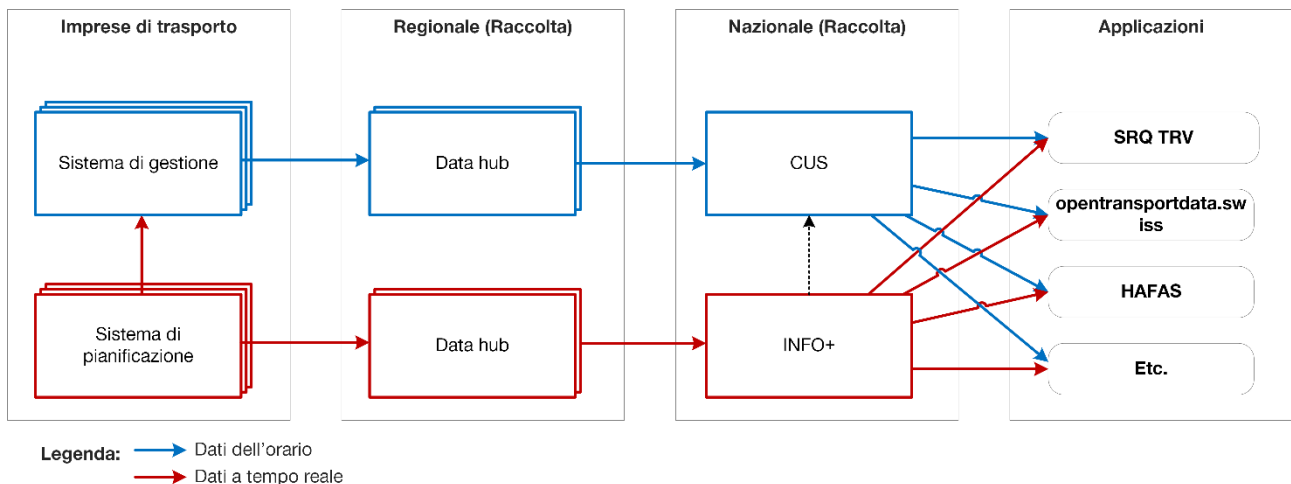 Imprese di trasporto
Regionale (Raccolta)
Nazionale (Raccolta)
Applicazioni
Sistema di gestione
Data hub
CUS
SRQ TRV
opentransportdata.sw
iss
HAFAS
Sistema di
pianificazione
Data hub
INFO+
Etc.
Legenda:
Dati dell'orario
Dati a tempo reale